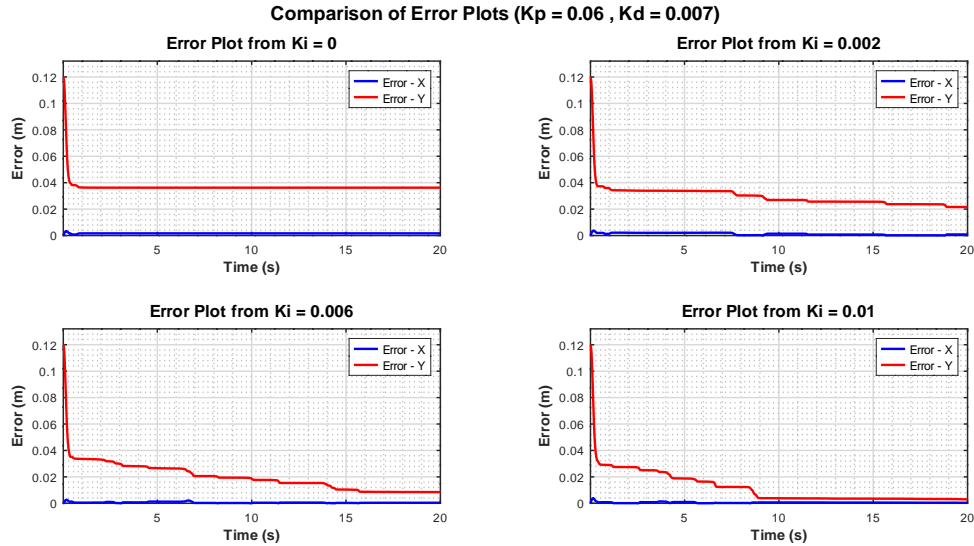 Comparison of Error Plots (Kp = 0.06 , Kd = 0.007)
Error Plot from Ki = 0
Error - X
Error - Y
0.12
0.1
0.08
0.06
0.04
0.02
0
5
10
15
20
Error (m)
Time (s)
Error Plot from Ki = 0.002
Error - X
Error - Y
0.12
0.1
0.08
0.06
0.04
0.02
0
5
10
15
20
Error (m)
Time (s)
Error Plot from Ki = 0.006
Error - X
Error - Y
0.12
0.1
0.08
0.06
0.04
0.02
0
5
10
15
20
Error (m)
Time (s)
Error Plot from Ki = 0.01
Error - X
Error - Y
0.12
0.1
0.08
0.06
0.04
0.02
0
5
10
15
20
Error (m)
Time (s)